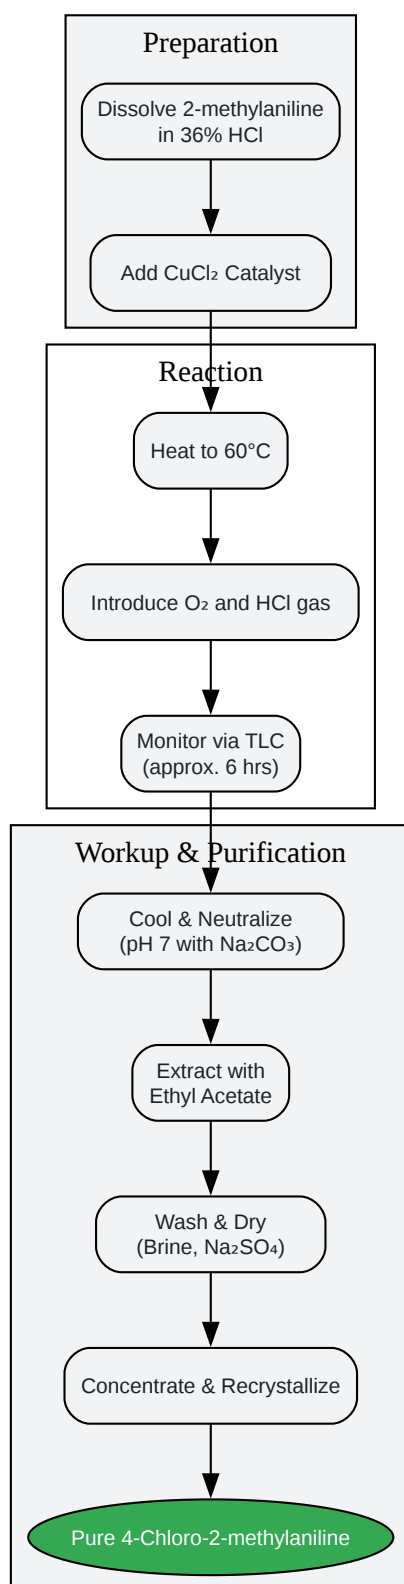 Preparation
Dissolve 2-methylaniline
in 36% HCl
Add CuCl₂ Catalyst
Reaction
Heat to 60°C
Introduce O₂ and HCl gas
Monitor via TLC
(approx. 6 hrs)
Workup & Purification
Cool & Neutralize
(pH 7 with Na₂CO₃)
Extract with
Ethyl Acetate
Wash & Dry
(Brine, Na₂SO₄)
Concentrate & Recrystallize
Pure 4-Chloro-2-methylaniline